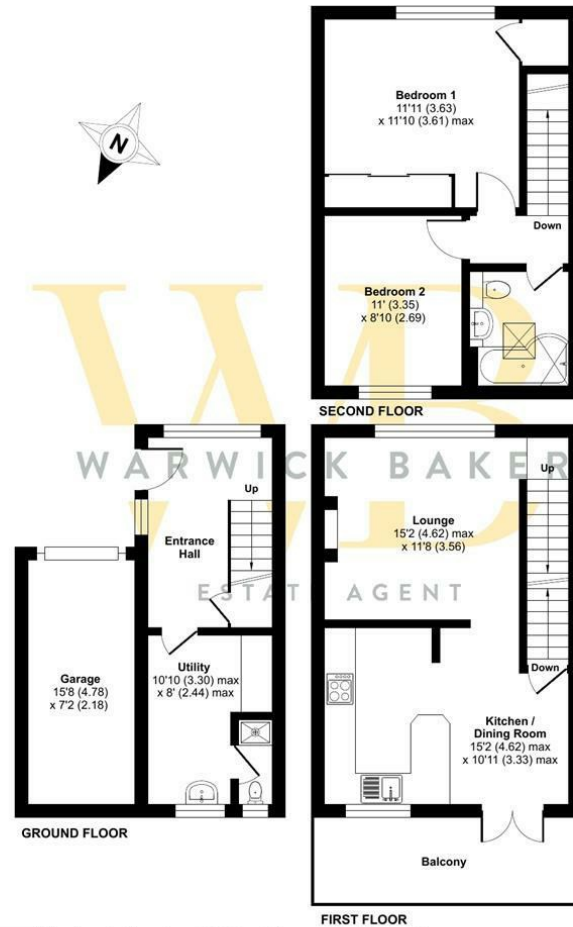 N
Bedroom 1
11'11 (3.63)
x 11'10 (3.61) max
Down
Bedroom 2
11' (3.35)
x 8'10 (2.69)
SECOND FLOOR
WB
WARWICK BAKER
ESTATE AGENT
Up
Entrance
Hall
Garage
15'8 (4.78)
x 7'2 (2.18)
Utility
10'10 (3.30) max
x 8' (2.44) max
GROUND FLOOR
Up
Lounge
15'2 (4.62) max
x 11'8 (3.56)
Down
Kitchen /
Dining Room
15'2 (4.62) max
x 10'11 (3.33) max
Balcony
FIRST FLOOR